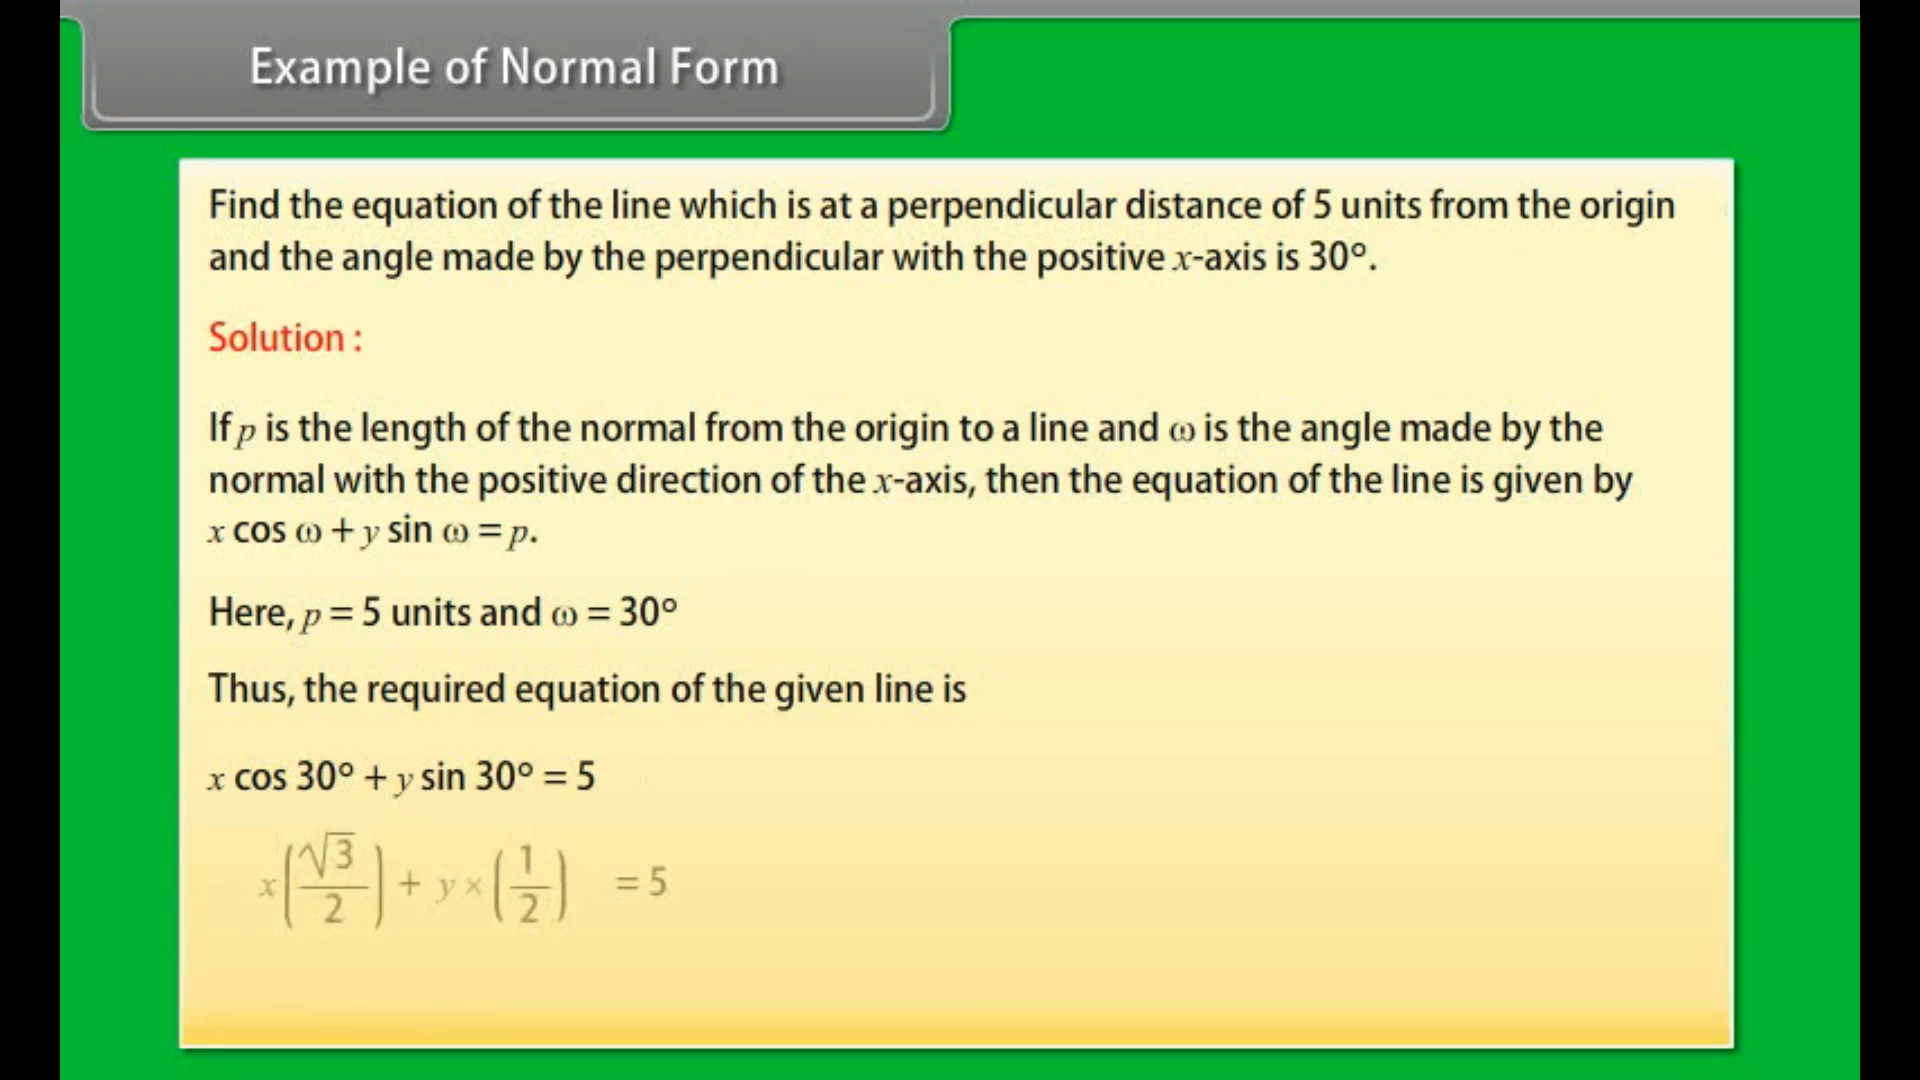 Example of Normal Form
Find the equation of the line which is at a perpendicular distance of 5 units from the origin
and the angle made by the perpendicular with the positive x-axis is 30°.
Solution :
If p is the length of the normal from the origin to a line and ω is the angle made by the
normal with the positive direction of the x-axis, then the equation of the line is given by
x cos ω + y sin ω = p.
Here, p = 5 units and ω = 30°
Thus, the required equation of the given line is
x cos 30° + y sin 30° = 5
x(√3/2) + y × (1/2) = 5